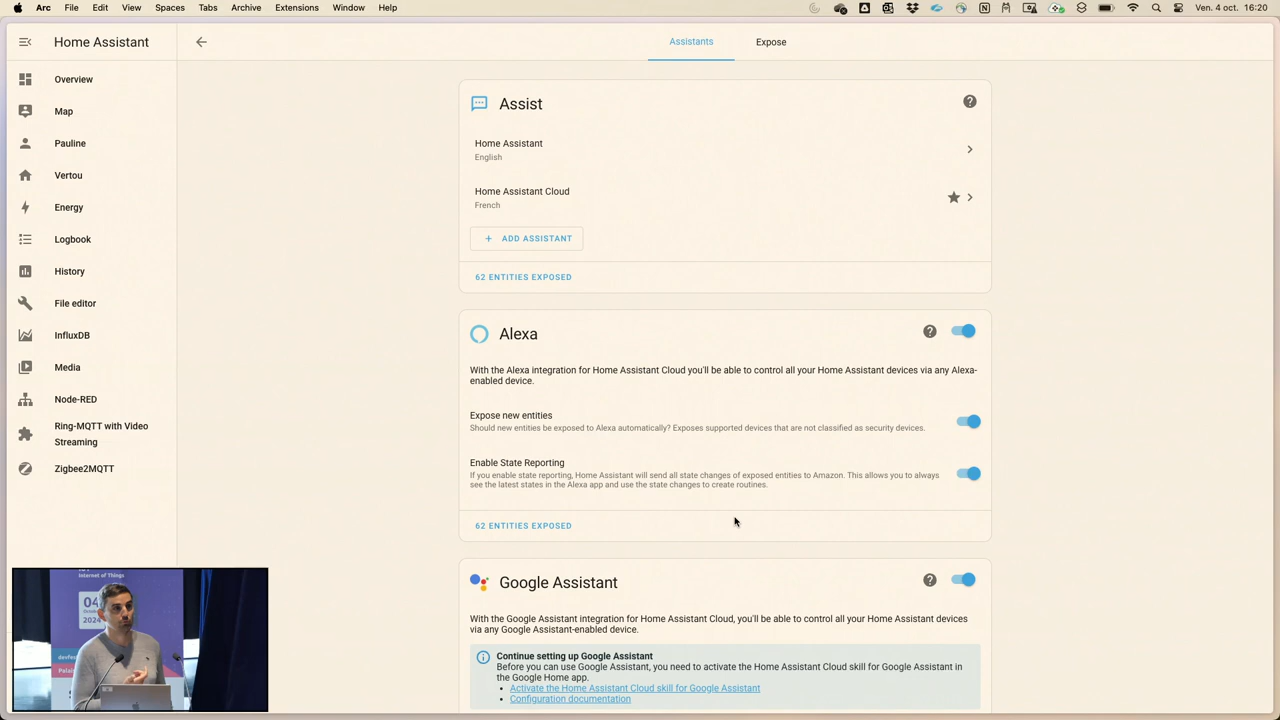 Arc File Edit View Spaces Tabs Archive Extensions Window Help Ven. 4 oct. 16:20
Home Assistant
Assistants Expose
Overview
Map
Pauline
Vertou
Energy
Logbook
History
File editor
InfluxDB
Media
Node-RED
Ring-MQTT with Video
Streaming
Zigbee2MQTT
Assist
Home Assistant
English
Home Assistant Cloud
French
+ ADD ASSISTANT
62 ENTITIES EXPOSED
Alexa
With the Alexa integration for Home Assistant Cloud you'll be able to control all your Home Assistant devices via any Alexa-
enabled device.
Expose new entities
Should new entities be exposed to Alexa automatically? Exposes supported devices that are not classified as security devices.
Enable State Reporting
If you enable state reporting, Home Assistant will send all state changes of exposed entities to Amazon. This allows you to always
see the latest states in the Alexa app and use the state changes to create routines.
62 ENTITIES EXPOSED
Google Assistant
With the Google Assistant integration for Home Assistant Cloud, you'll be able to control all your Home Assistant devices
via any Google Assistant-enabled device.
Continue setting up Google Assistant
Before you can use Google Assistant, you need to activate the Home Assistant Cloud skill for Google Assistant in
the Google Home app.
• Activate the Home Assistant Cloud skill for Google Assistant
• Configuration documentation
Internet of Things
04
2024